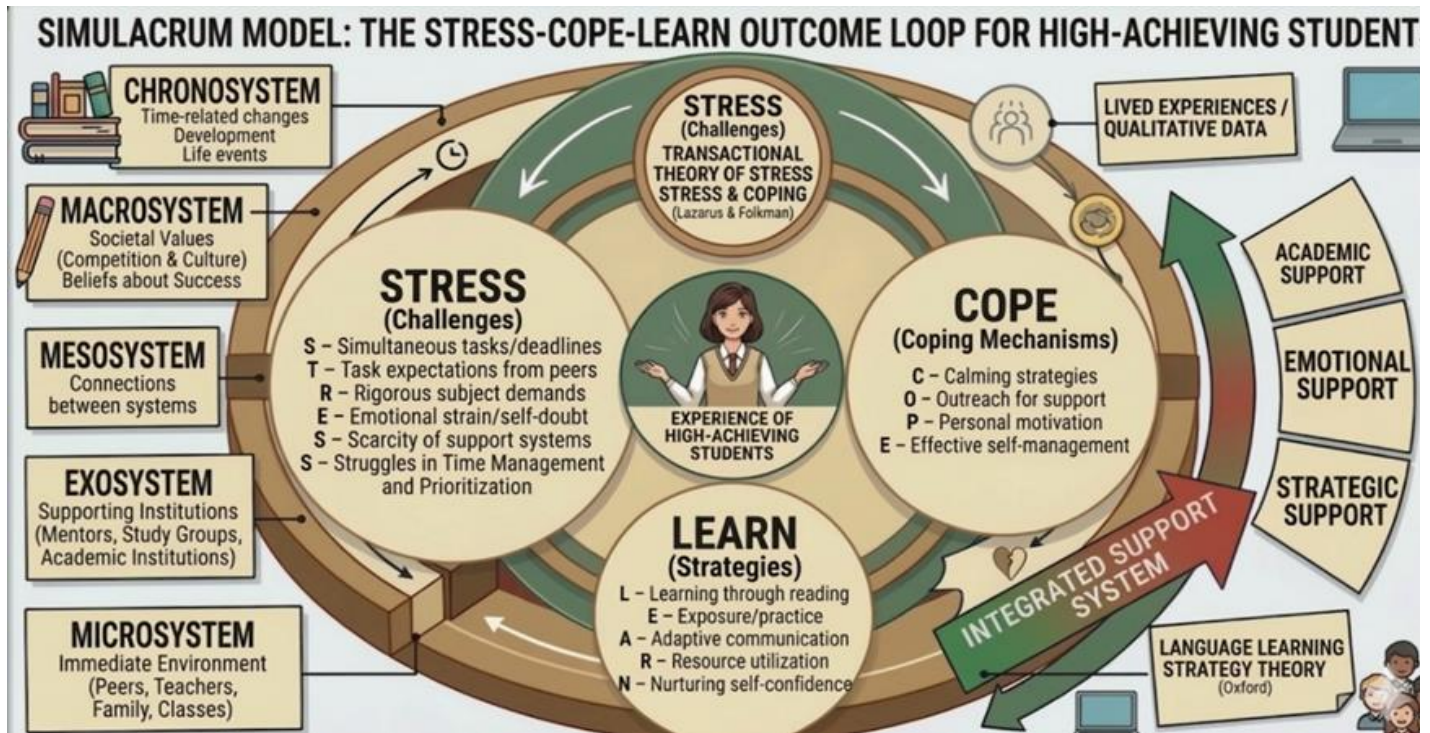 SIMULACRUM MODEL: THE STRESS-COPE-LEARN OUTCOME LOOP FOR HIGH-ACHIEVING STUDENT
CHRONOSYSTEM
Time-related changes
Development
Life events
MACROSYSTEM
Societal Values
(Competition & Culture)
Beliefs about Success
MESOSYSTEM
Connections
between systems
EXOSYSTEM
Supporting Institutions
(Mentors, Study Groups,
Academic Institutions)
MICROSYSTEM
Immediate Environment
(Peers, Teachers,
Family, Classes)
STRESS
(Challenges)
TRANSACTIONAL
THEORY OF STRESS
STRESS & COPING
(Lazarus & Folkman)
STRESS
(Challenges)
S – Simultaneous tasks/deadlines
T – Task expectations from peers
R – Rigorous subject demands
E – Emotional strain/self-doubt
S – Scarcity of support systems
S – Struggles in Time Management
and Prioritization
EXPERIENCE OF
HIGH-ACHIEVING
STUDENTS
COPE
(Coping Mechanisms)
C – Calming strategies
O – Outreach for support
P – Personal motivation
E – Effective self-management
LEARN
(Strategies)
L – Learning through reading
E – Exposure/practice
A – Adaptive communication
R – Resource utilization
N – Nurturing self-confidence
LIVED EXPERIENCES /
QUALITATIVE DATA
ACADEMIC
SUPPORT
EMOTIONAL
SUPPORT
STRATEGIC
SUPPORT
INTEGRATED SUPPORT
SYSTEM
LANGUAGE LEARNING
STRATEGY THEORY
(Oxford)